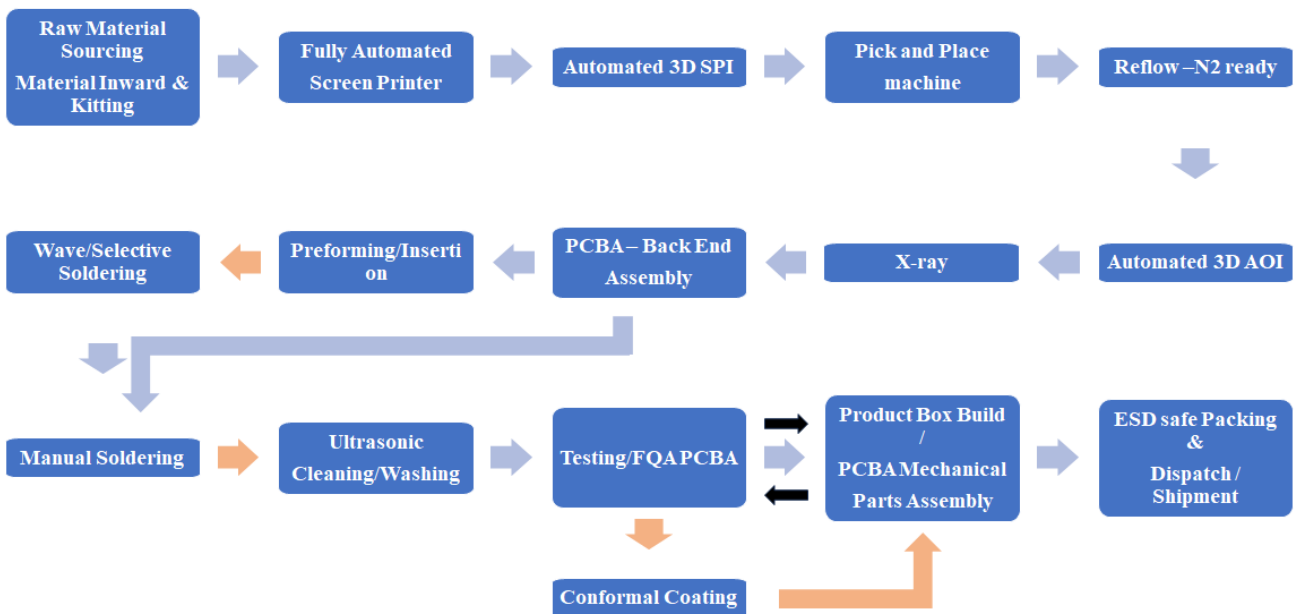 Raw Material
Sourcing
Material Inward &
Kitting
Fully Automated
Screen Printer
Automated 3D SPI
Pick and Place
machine
Reflow –N2 ready
Wave/Selective
Soldering
Preforming/Inserti
on
PCBA – Back End
Assembly
X-ray
Automated 3D AOI
Manual Soldering
Ultrasonic
Cleaning/Washing
Testing/FQA PCBA
Product Box Build
/
PCBA Mechanical
Parts Assembly
ESD safe Packing
&
Dispatch /
Shipment
Conformal Coating